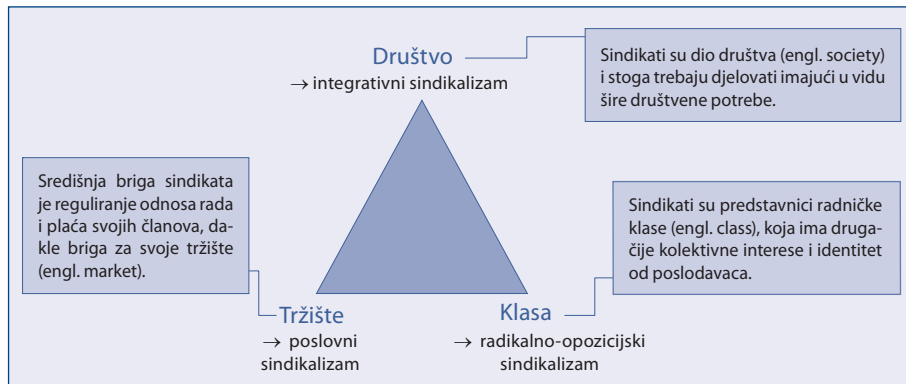 Društvo
→ integrativni sindikalizam
Sindikati su dio društva (engl. society)
i stoga trebaju djelovati imajući u vidu
šire društvene potrebe.
Središnja briga sindikata
je reguliranje odnosa rada
i plaća svojih članova, da-
kle briga za svoje tržište
(engl. market).
Sindikati su predstavnici radničke
klase (engl. class), koja ima druga-
čije kolektivne interese i identitet
od poslodavaca.
Tržište
→ poslovni
sindikalizam
Klasa
→ radikalno-opozicijski
sindikalizam